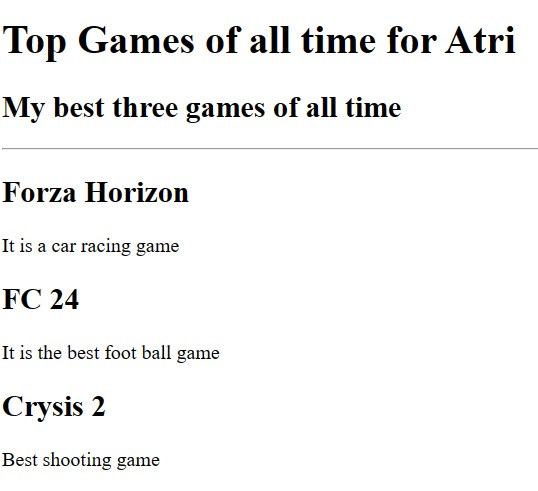 Top Games of all time for Atri
My best three games of all time
Forza Horizon
It is a car racing game
FC 24
It is the best foot ball game
Crysis 2
Best shooting game